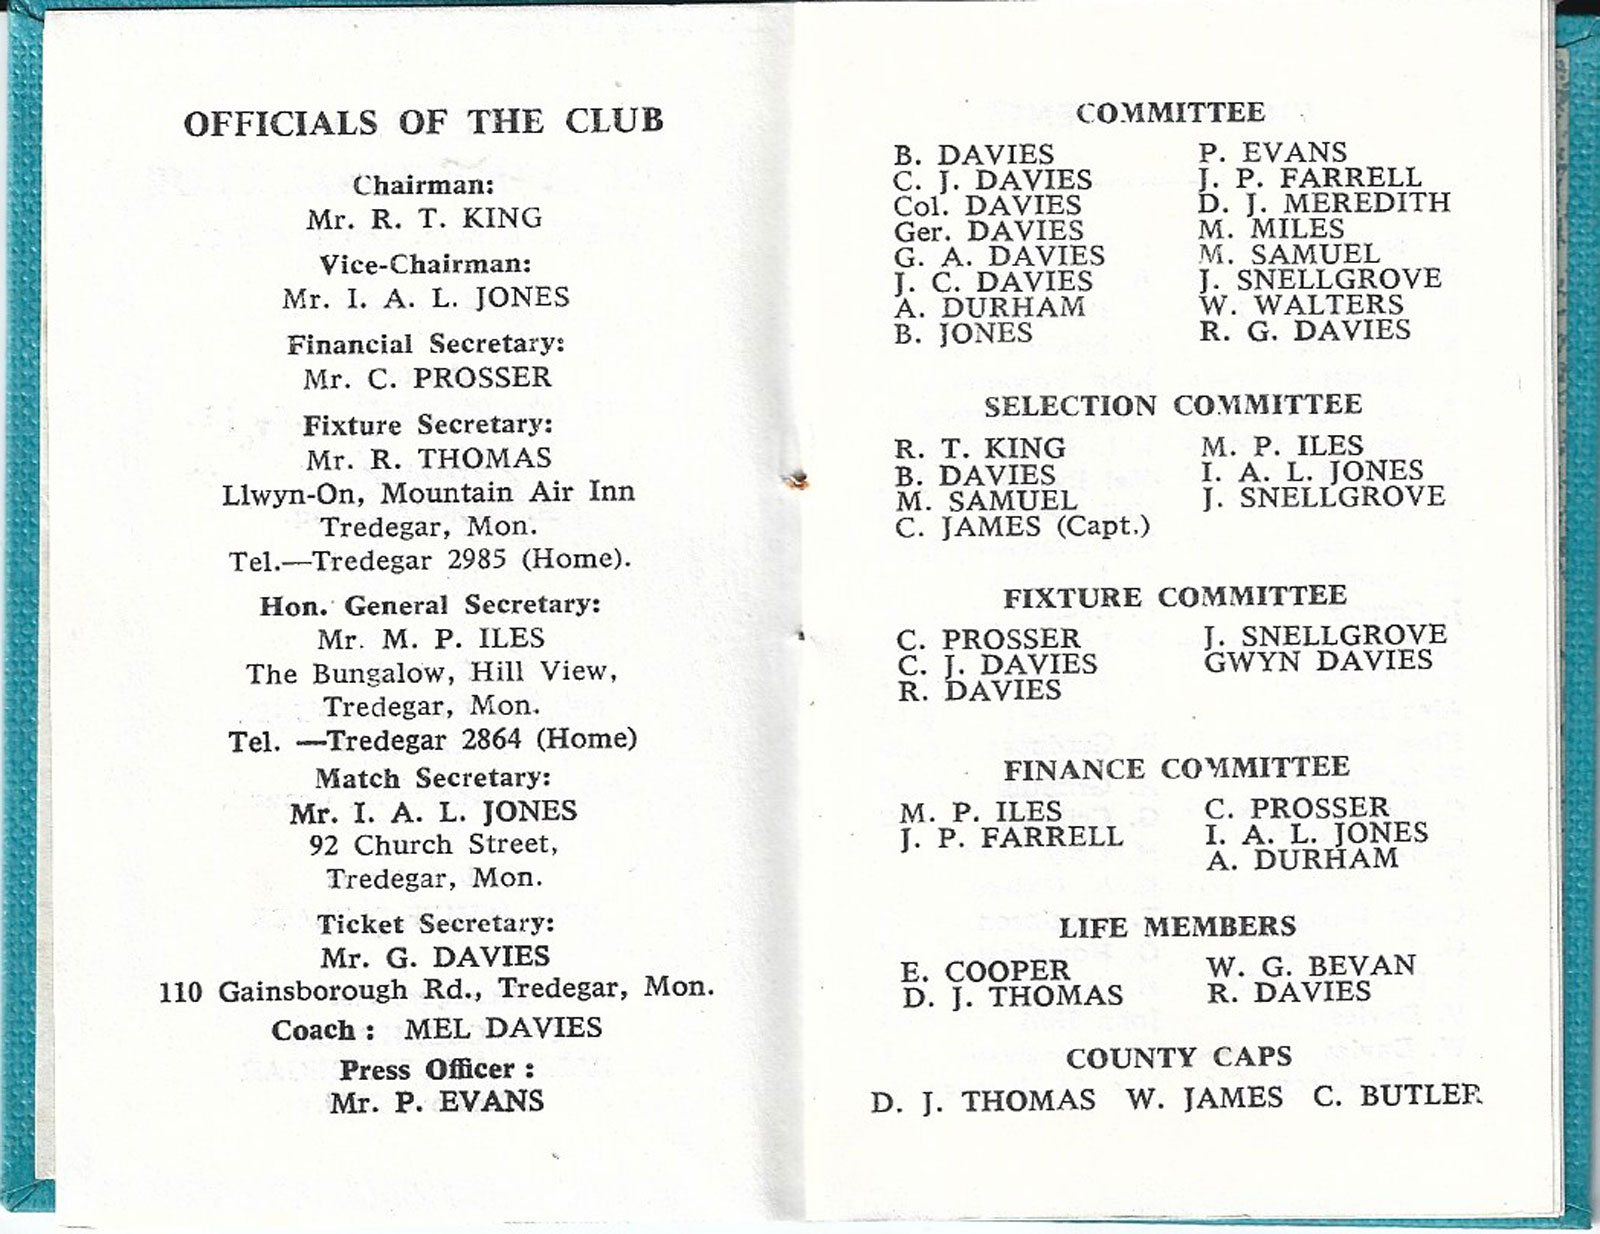 OFFICIALS OF THE CLUB
Chairman:
Mr. R. T. KING
Vice-Chairman:
Mr. I. A. L. JONES
Financial Secretary:
Mr. C. PROSSER
Fixture Secretary:
Mr. R. THOMAS
Llwyn-On, Mountain Air Inn
Tredegar, Mon.
Tel.—Tredegar 2985 (Home).
Hon. General Secretary:
Mr. M. P. ILES
The Bungalow, Hill View,
Tredegar, Mon.
Tel. —Tredegar 2864 (Home)
Match Secretary:
Mr. I. A. L. JONES
92 Church Street,
Tredegar, Mon.
Ticket Secretary:
Mr. G. DAVIES
110 Gainsborough Rd., Tredegar, Mon.
Coach : MEL DAVIES
Press Officer :
Mr. P. EVANS
COMMITTEE
B. DAVIES P. EVANS
C. J. DAVIES J. P. FARRELL
Col. DAVIES D. J. MEREDITH
Ger. DAVIES M. MILES
G. A. DAVIES M. SAMUEL
J. C. DAVIES J. SNELLGROVE
A. DURHAM W. WALTERS
B. JONES R. G. DAVIES
SELECTION COMMITTEE
R. T. KING M. P. ILES
B. DAVIES I. A. L. JONES
M. SAMUEL J. SNELLGROVE
C. JAMES (Capt.)
FIXTURE COMMITTEE
C. PROSSER J. SNELLGROVE
C. J. DAVIES GWYN DAVIES
R. DAVIES
FINANCE COMMITTEE
M. P. ILES C. PROSSER
J. P. FARRELL I. A. L. JONES
A. DURHAM
LIFE MEMBERS
E. COOPER W. G. BEVAN
D. J. THOMAS R. DAVIES
COUNTY CAPS
D. J. THOMAS W. JAMES C. BUTLER